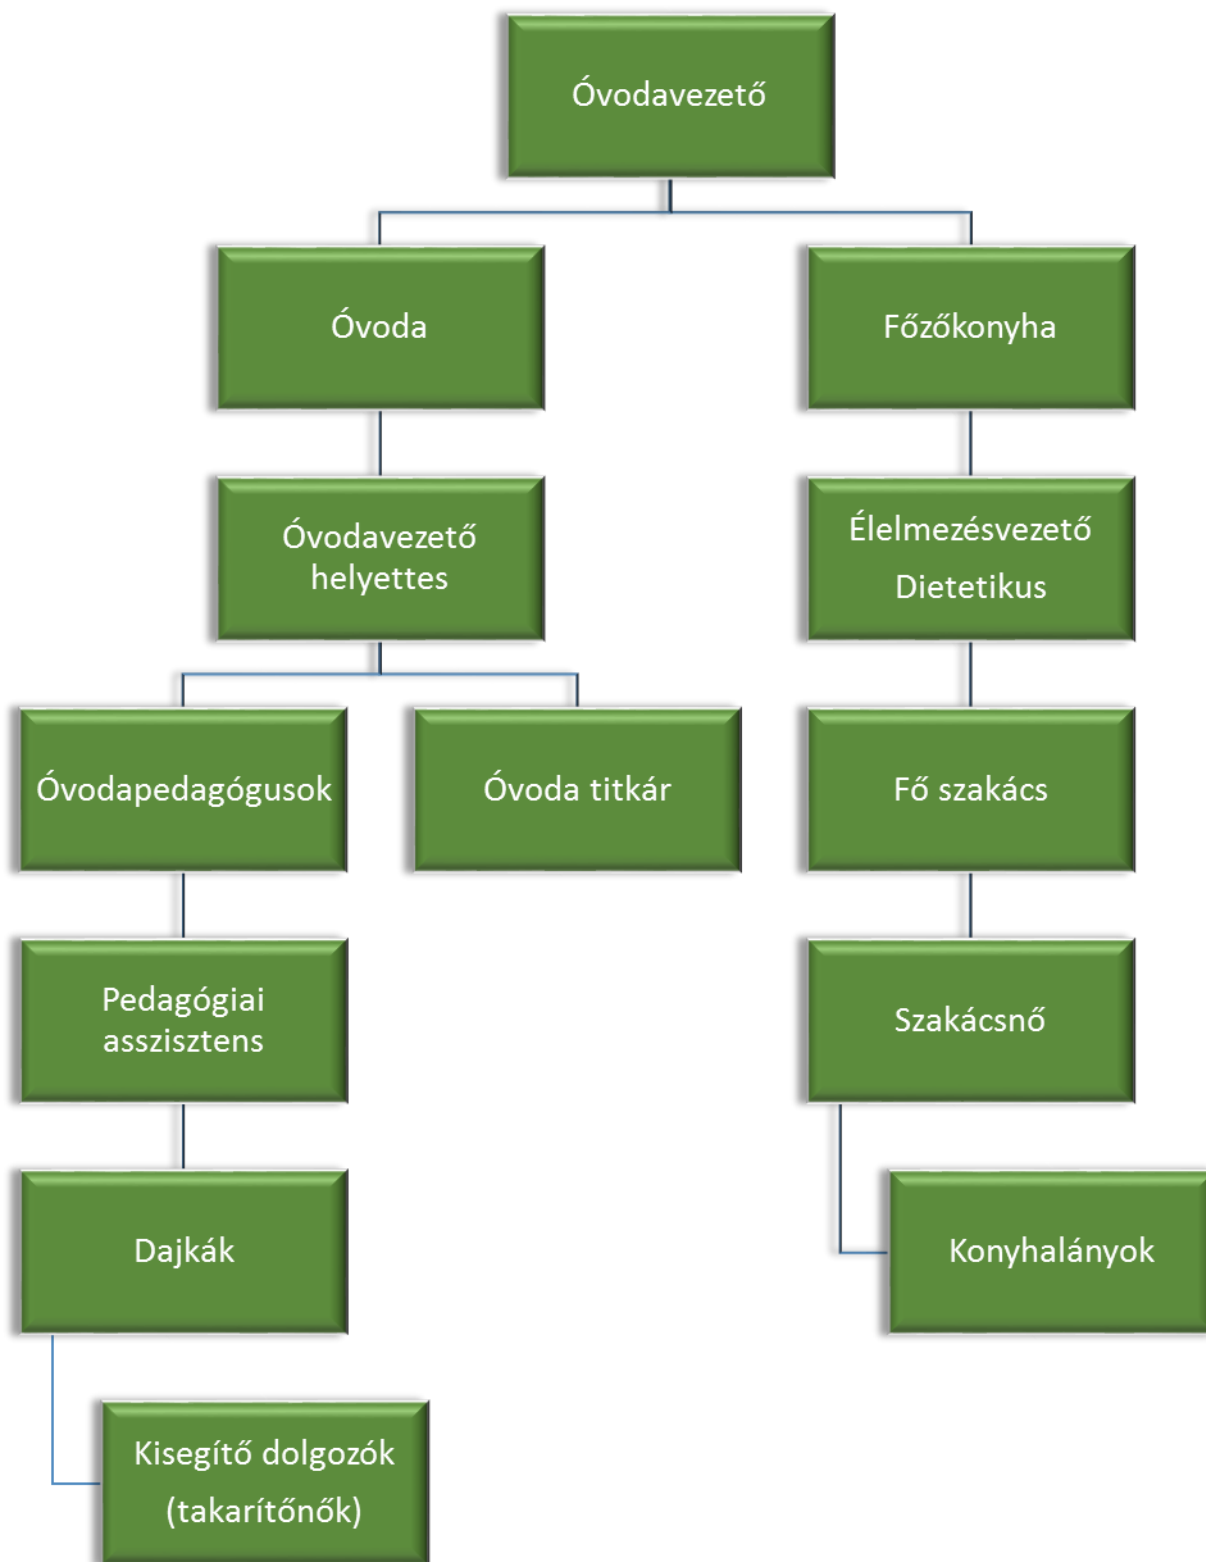 Óvodavezető
Óvoda
Főzőkonyha
Óvodavezető
helyettes
Élelmezésvezető
Dietetikus
Óvodapedagógusok
Óvoda titkár
Fő szakács
Pedagógiai
asszisztens
Szakácsnő
Dajkák
Konyhalányok
Kisegítő dolgozók
(takarítőnők)